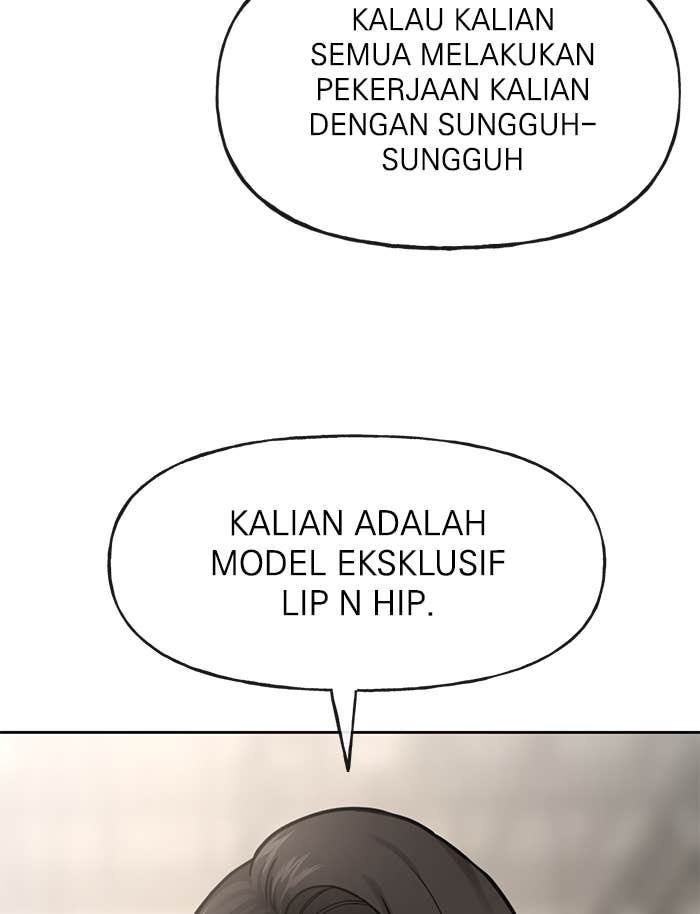 KALAU KALIAN
SEMUA MELAKUKAN
PEKERJAAN KALIAN
DENGAN SUNGGUH-
SUNGGUH
KALIAN ADALAH
MODEL EKSKLUSIF
LIP N HIP.